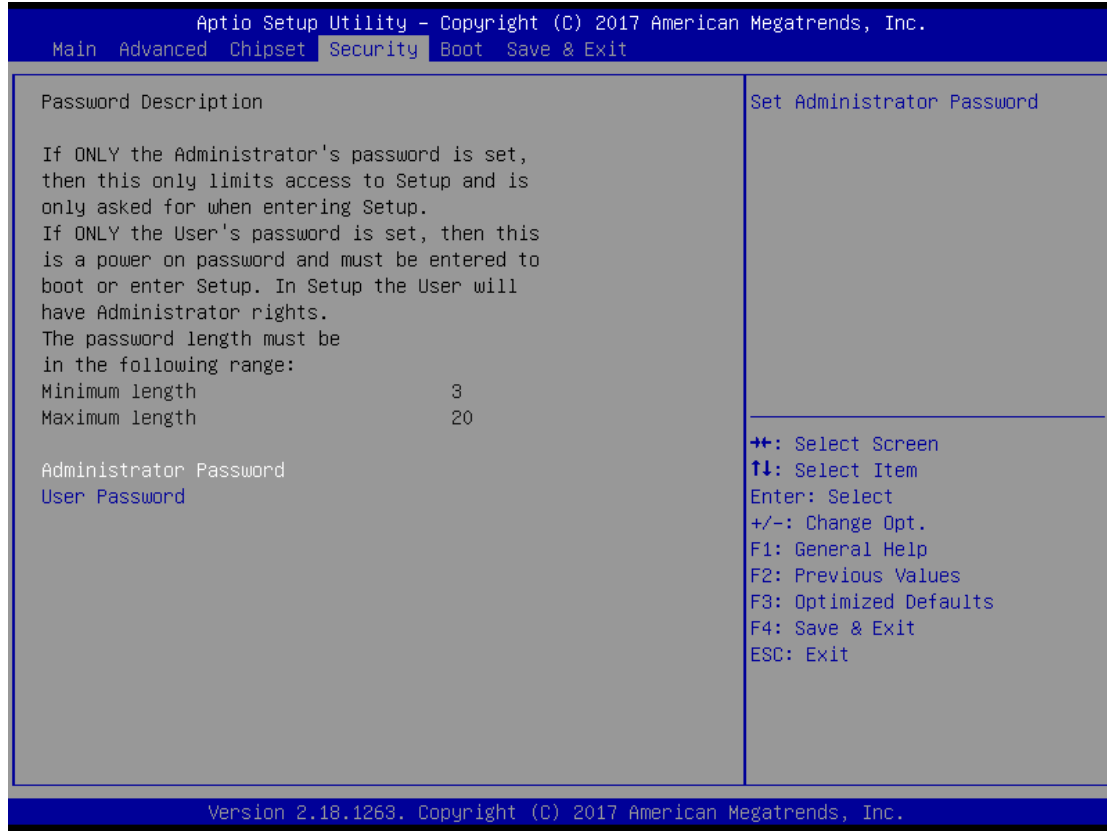 Aptio Setup Utility – Copyright (C) 2017 American Megatrends, Inc.
Main Advanced Chipset Security Boot Save & Exit
Password Description
If ONLY the Administrator's password is set,
then this only limits access to Setup and is
only asked for when entering Setup.
If ONLY the User's password is set, then this
is a power on password and must be entered to
boot or enter Setup. In Setup the User will
have Administrator rights.
The password length must be
in the following range:
Minimum length 3
Maximum length 20
Administrator Password
User Password
Set Administrator Password
→←: Select Screen
↑↓: Select Item
Enter: Select
+/-: Change Opt.
F1: General Help
F2: Previous Values
F3: Optimized Defaults
F4: Save & Exit
ESC: Exit
Version 2.18.1263. Copyright (C) 2017 American Megatrends, Inc.